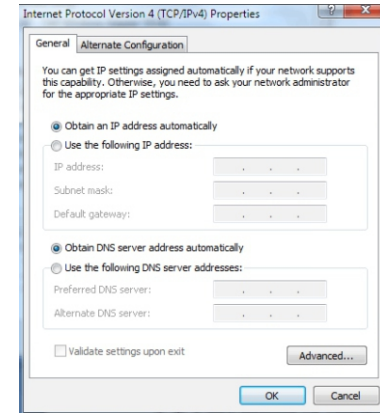 Internet Protocol Version 4 (TCP/IPv4) Properties
General
Alternate Configuration
You can get IP settings assigned automatically if your network supports
this capability. Otherwise, you need to ask your network administrator
for the appropriate IP settings.
Obtain an IP address automatically
Use the following IP address:
IP address:
Subnet mask:
Default gateway:
Obtain DNS server address automatically
Use the following DNS server addresses:
Preferred DNS server:
Alternate DNS server:
Validate settings upon exit
Advanced...
OK
Cancel